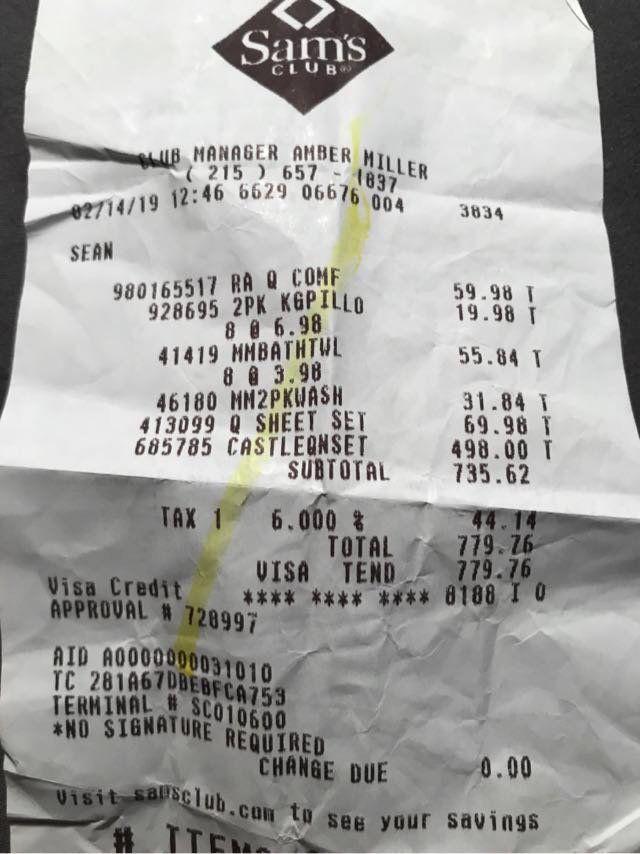 Sam's
CLUB®
CLUB MANAGER AMBER MILLER
( 215 ) 657 - 1837
02/14/19 12:46 6629 06676 004 3834
SEAN
980165517 RA Q COMF 59.98 T
928695 2PK KGPILLO 19.98 T
8 @ 6.98
41419 MMBATHTWL 55.84 T
8 @ 3.98
46180 MM2PKWASH 31.84 T
413099 Q SHEET SET 69.98 T
685785 CASTLEQNSET 498.00 T
SUBTOTAL 735.62
TAX 1 6.000 % 44.14
TOTAL 779.76
VISA TEND 779.76
Visa Credit **** **** **** 8188 I 0
APPROVAL # 728997
AID A0000000031010
TC 281A67DBEBFCA753
TERMINAL # SC010600
*NO SIGNATURE REQUIRED
CHANGE DUE 0.00
Visit samsclub.com to see your savings
# ITEMS